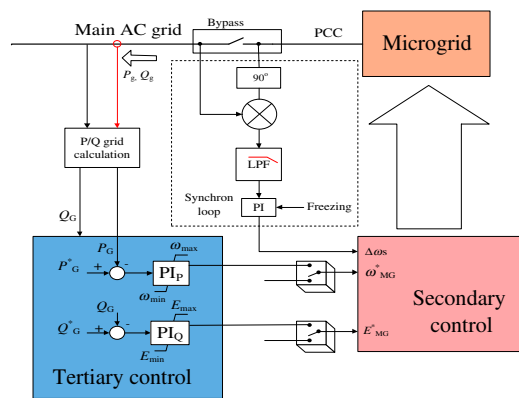 Main AC grid
Bypass
PCC
Microgrid
Pg, Qg
90°
P/Q grid
calculation
LPF
Synchron
loop
PI
Freezing
QG
PG
P*G
+
-
ωmax
PIP
ωmin
Δωs
ω*MG
QG
Q*G
+
-
Emax
PIQ
Emin
E*MG
Secondary
control
Tertiary control